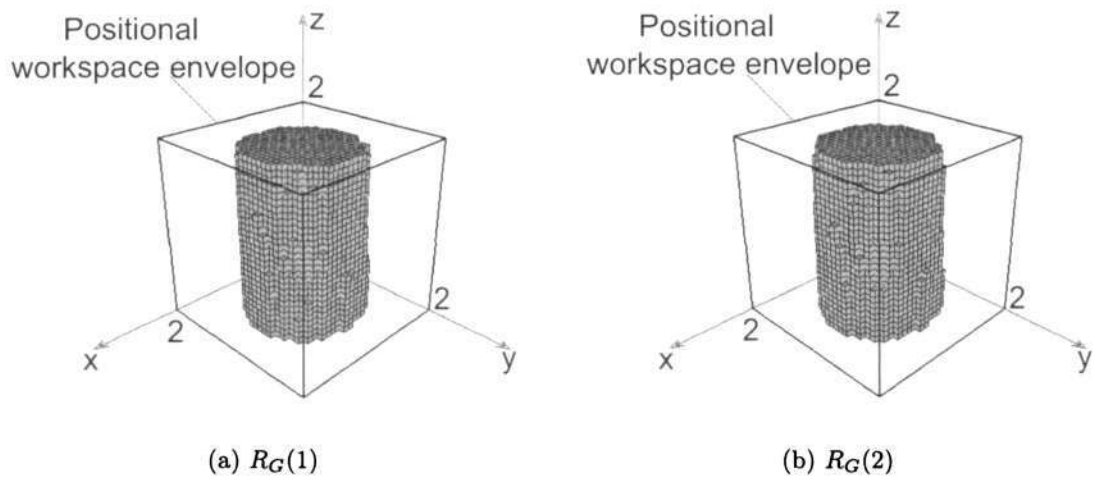 z
Positional
workspace envelope
2
2
2
x
y
(a) R_G(1)
z
Positional
workspace envelope
2
2
2
x
y
(b) R_G(2)